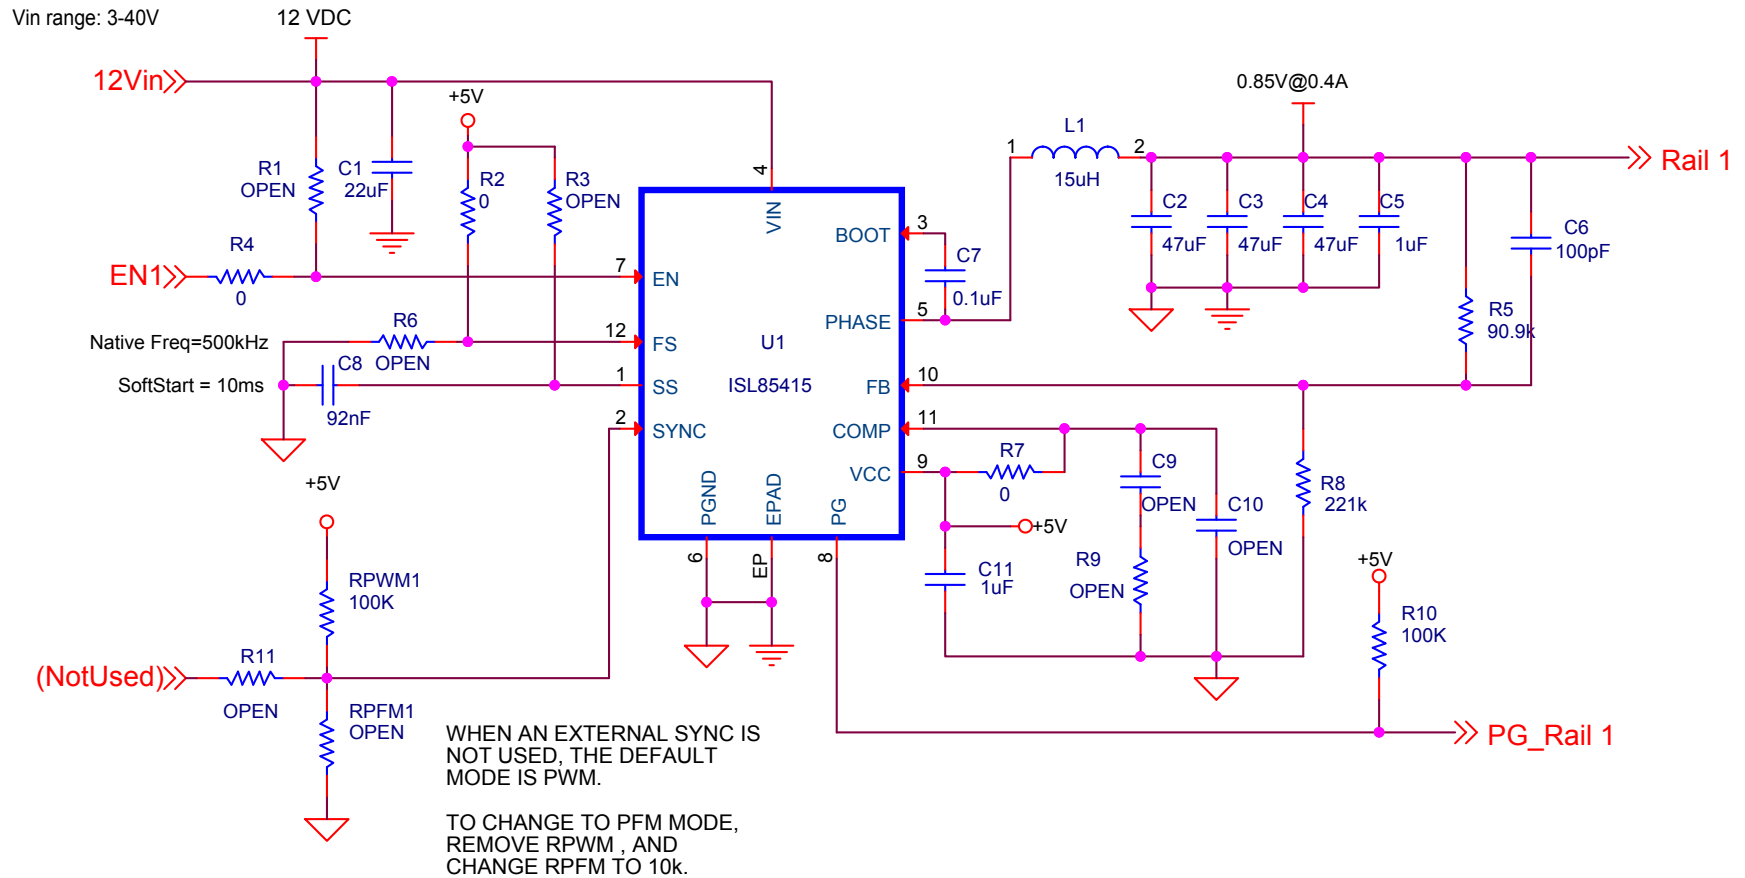 Vin range: 3-40V
12 VDC
12Vin
+5V
0.85V@0.4A
R1
OPEN
C1
22uF
R2
0
R3
OPEN
4
VIN
1
L1
2
15uH
Rail 1
C2
47uF
C3
47uF
C4
47uF
C5
1uF
C6
100pF
R4
0
EN1
7
EN
BOOT
3
C7
0.1uF
PHASE
5
R5
90.9k
Native Freq=500kHz
R6
OPEN
12
FS
U1
ISL85415
SoftStart = 10ms
C8
92nF
1
SS
FB
10
2
SYNC
COMP
11
VCC
9
R7
0
C9
OPEN
C10
OPEN
R8
221k
+5V
PGND
EPAD
PG
6
EP
8
+5V
C11
1uF
R9
OPEN
+5V
R10
100K
RPWM1
100K
(NotUsed)
R11
OPEN
RPFM1
OPEN
PG_Rail 1
WHEN AN EXTERNAL SYNC IS
NOT USED, THE DEFAULT
MODE IS PWM.
TO CHANGE TO PFM MODE,
REMOVE RPWM , AND
CHANGE RPFM TO 10k.